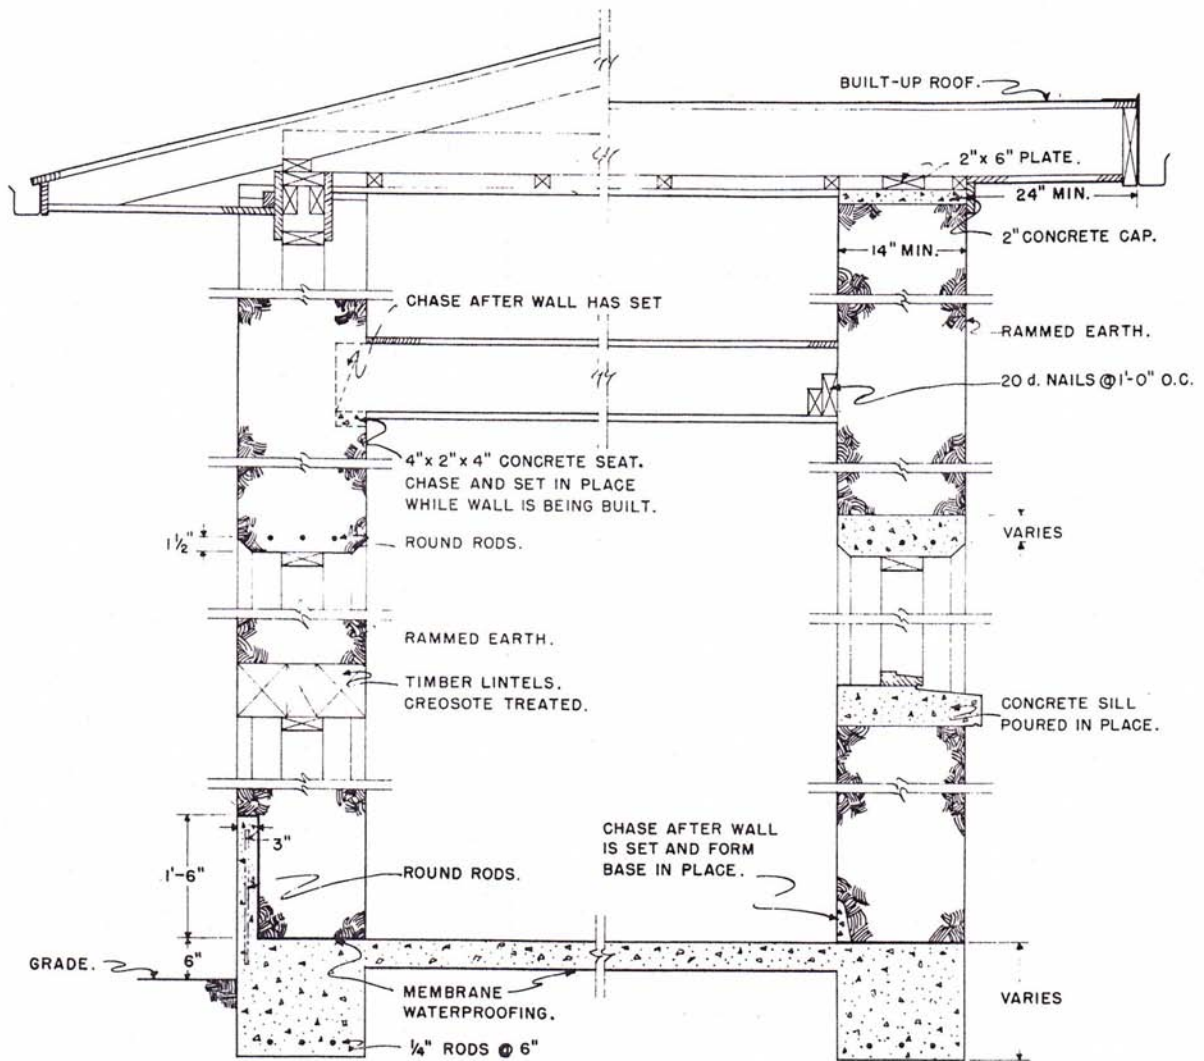 BUILT-UP ROOF.
2" x 6" PLATE.
24" MIN.
2" CONCRETE CAP.
14" MIN.
CHASE AFTER WALL HAS SET
RAMMED EARTH.
20 d. NAILS @ 1'-0" O.C.
4" x 2" x 4" CONCRETE SEAT.
CHASE AND SET IN PLACE
WHILE WALL IS BEING BUILT.
1 1/2"
ROUND RODS.
VARIES
RAMMED EARTH.
TIMBER LINTELS.
CREOSOTE TREATED.
CONCRETE SILL
POURED IN PLACE.
3"
CHASE AFTER WALL
IS SET AND FORM
BASE IN PLACE.
1'-6"
ROUND RODS.
6"
GRADE.
MEMBRANE
WATERPROOFING.
VARIES
1/4" RODS @ 6"